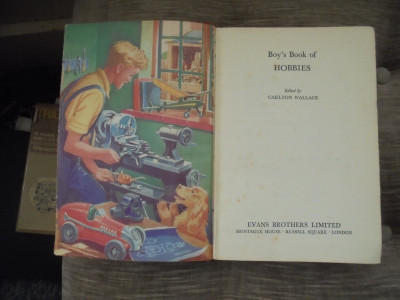 Boy's Book of
HOBBIES
Edited by
CARLTON WALLACE
EVANS BROTHERS LIMITED
MONTAGUE HOUSE · RUSSELL SQUARE · LONDON